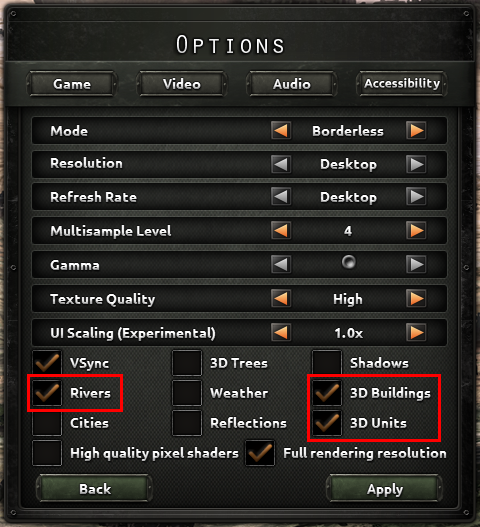 Options
Game Video Audio Accessibility
Mode Borderless
Resolution Desktop
Refresh Rate Desktop
Multisample Level 4
Gamma
Texture Quality High
UI Scaling (Experimental) 1.0x
VSync 3D Trees Shadows
Rivers Weather 3D Buildings
Cities Reflections 3D Units
High quality pixel shaders Full rendering resolution
Back Apply